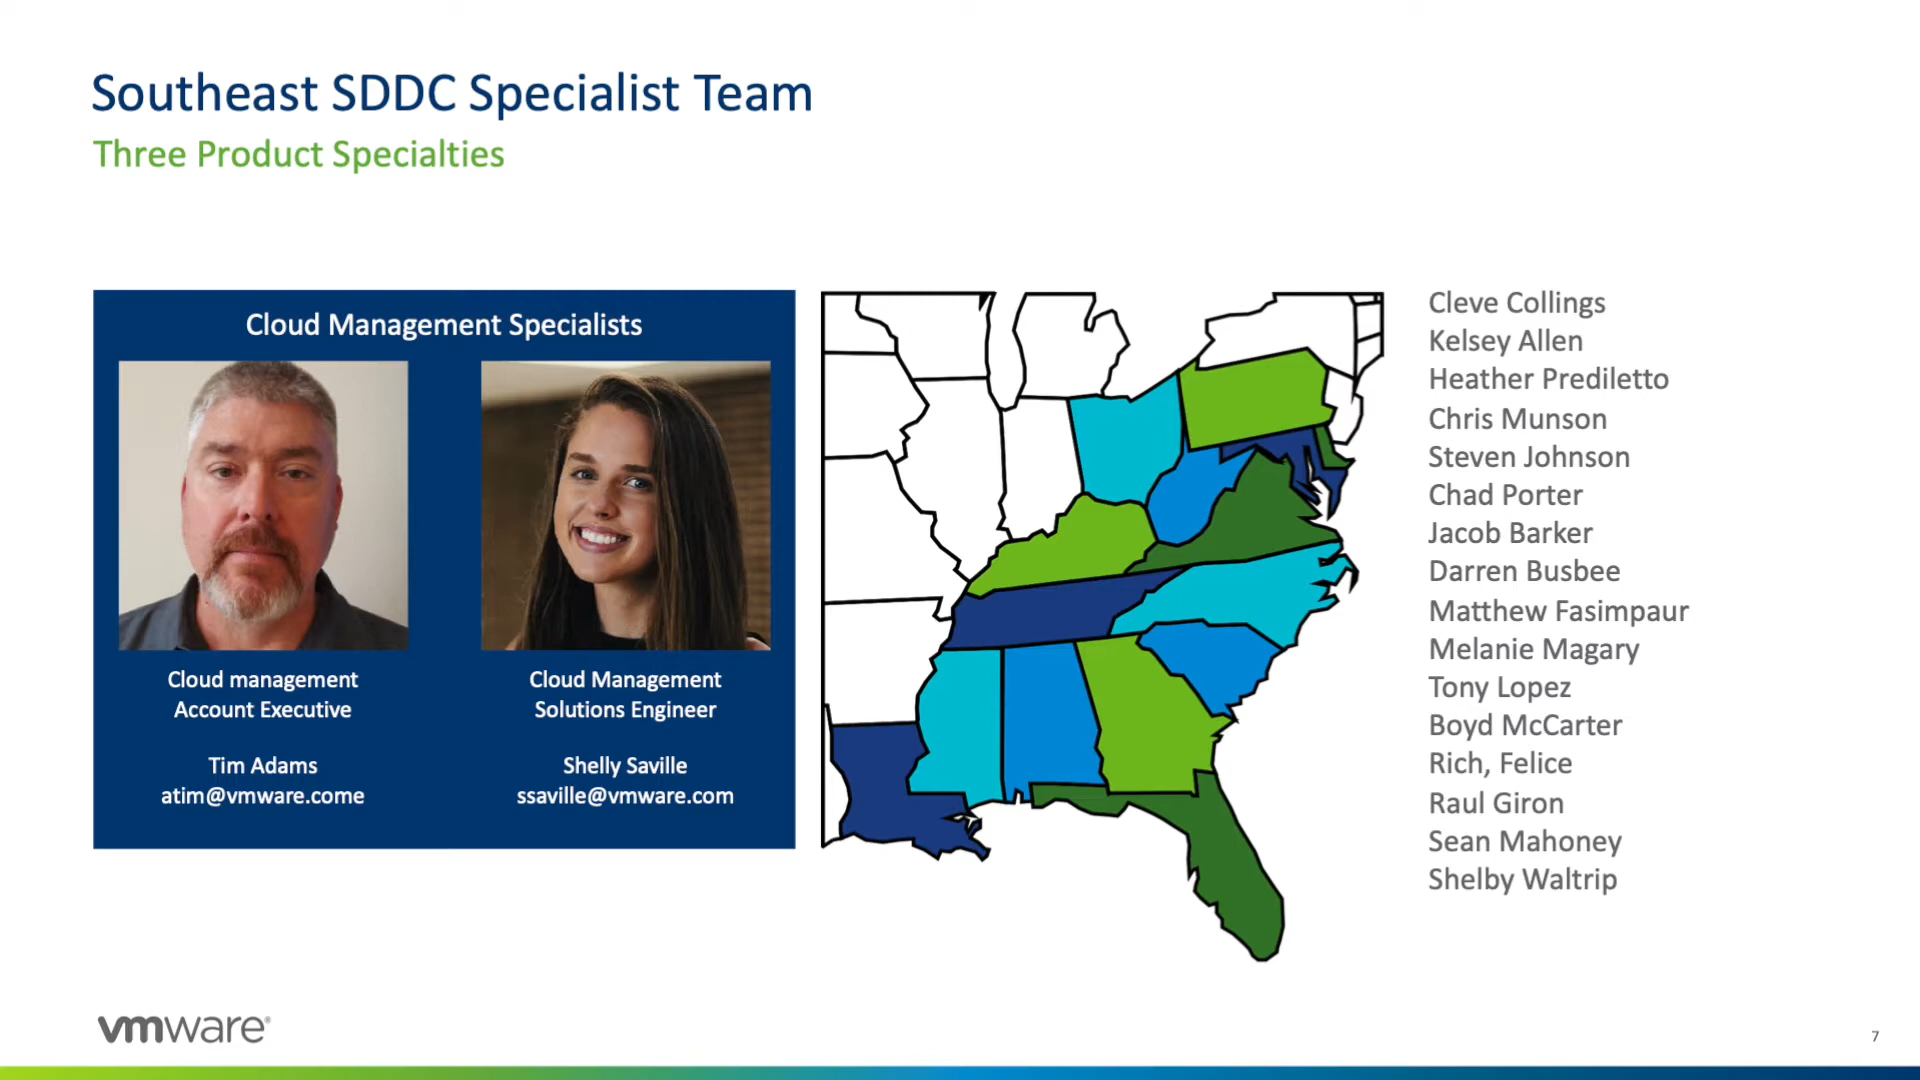 Southeast SDDC Specialist Team
Three Product Specialties
Cloud Management Specialists
Cloud management
Account Executive
Tim Adams
atim@vmware.come
Cloud Management
Solutions Engineer
Shelly Saville
ssaville@vmware.com
Cleve Collings
Kelsey Allen
Heather Prediletto
Chris Munson
Steven Johnson
Chad Porter
Jacob Barker
Darren Busbee
Matthew Fasimpaur
Melanie Magary
Tony Lopez
Boyd McCarter
Rich, Felice
Raul Giron
Sean Mahoney
Shelby Waltrip
vmware®
7